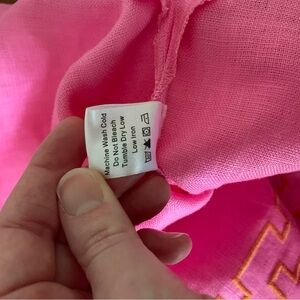 Machine Wash Cold
Do Not Bleach
Tumble Dry Low
Low Iron